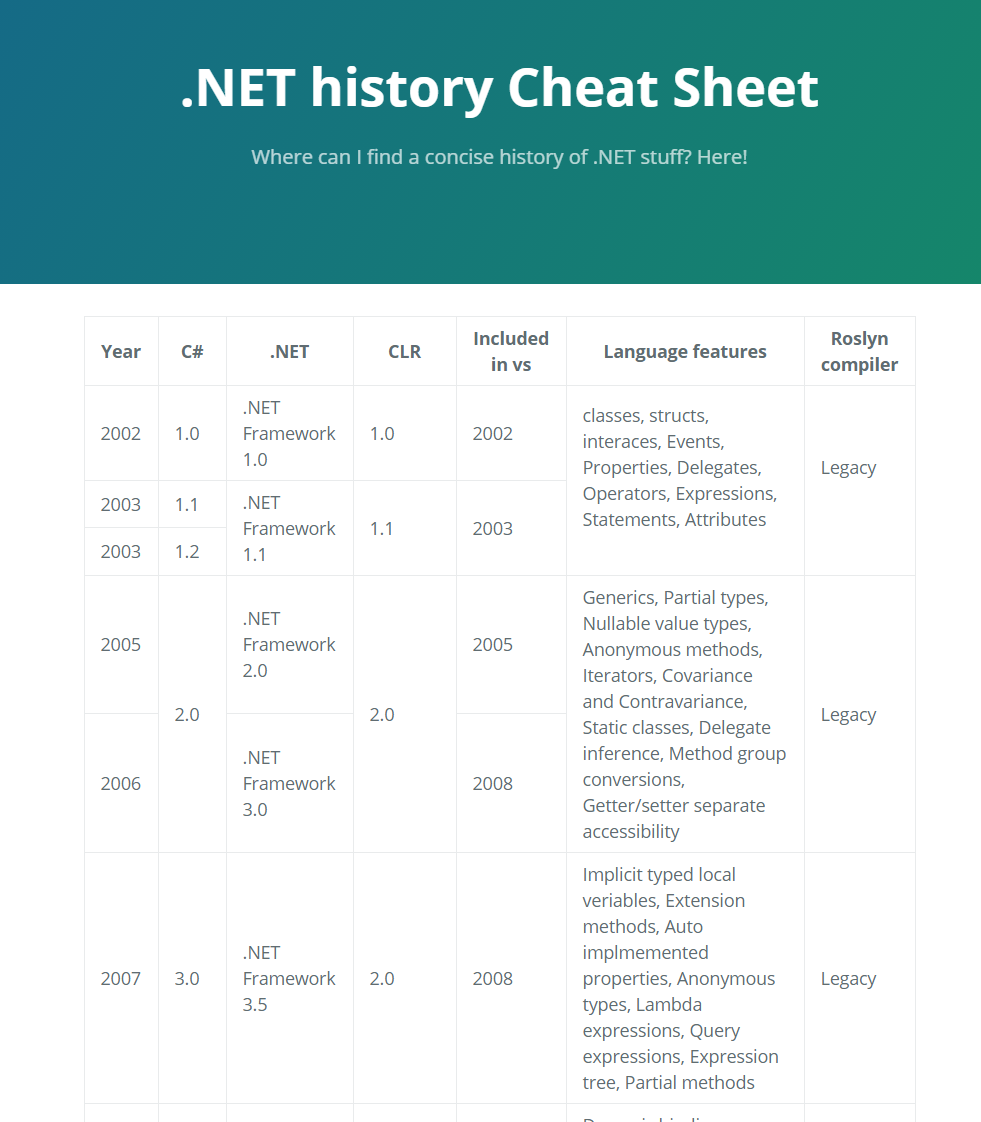 .NET history Cheat Sheet
Where can I find a concise history of .NET stuff? Here!
Year
C#
.NET
CLR
Included
in vs
Language features
Roslyn
compiler
2002
1.0
.NET
Framework
1.0
1.0
2002
classes, structs,
interaces, Events,
Properties, Delegates,
Operators, Expressions,
Statements, Attributes
Legacy
2003
1.1
.NET
Framework
1.1
1.1
2003
2003
1.2
2005
2.0
.NET
Framework
2.0
2.0
2005
Generics, Partial types,
Nullable value types,
Anonymous methods,
Iterators, Covariance
and Contravariance,
Static classes, Delegate
inference, Method group
conversions,
Getter/setter separate
accessibility
Legacy
2006
.NET
Framework
3.0
2008
2007
3.0
.NET
Framework
3.5
2.0
2008
Implicit typed local
veriables, Extension
methods, Auto
implmemented
properties, Anonymous
types, Lambda
expressions, Query
expressions, Expression
tree, Partial methods
Legacy